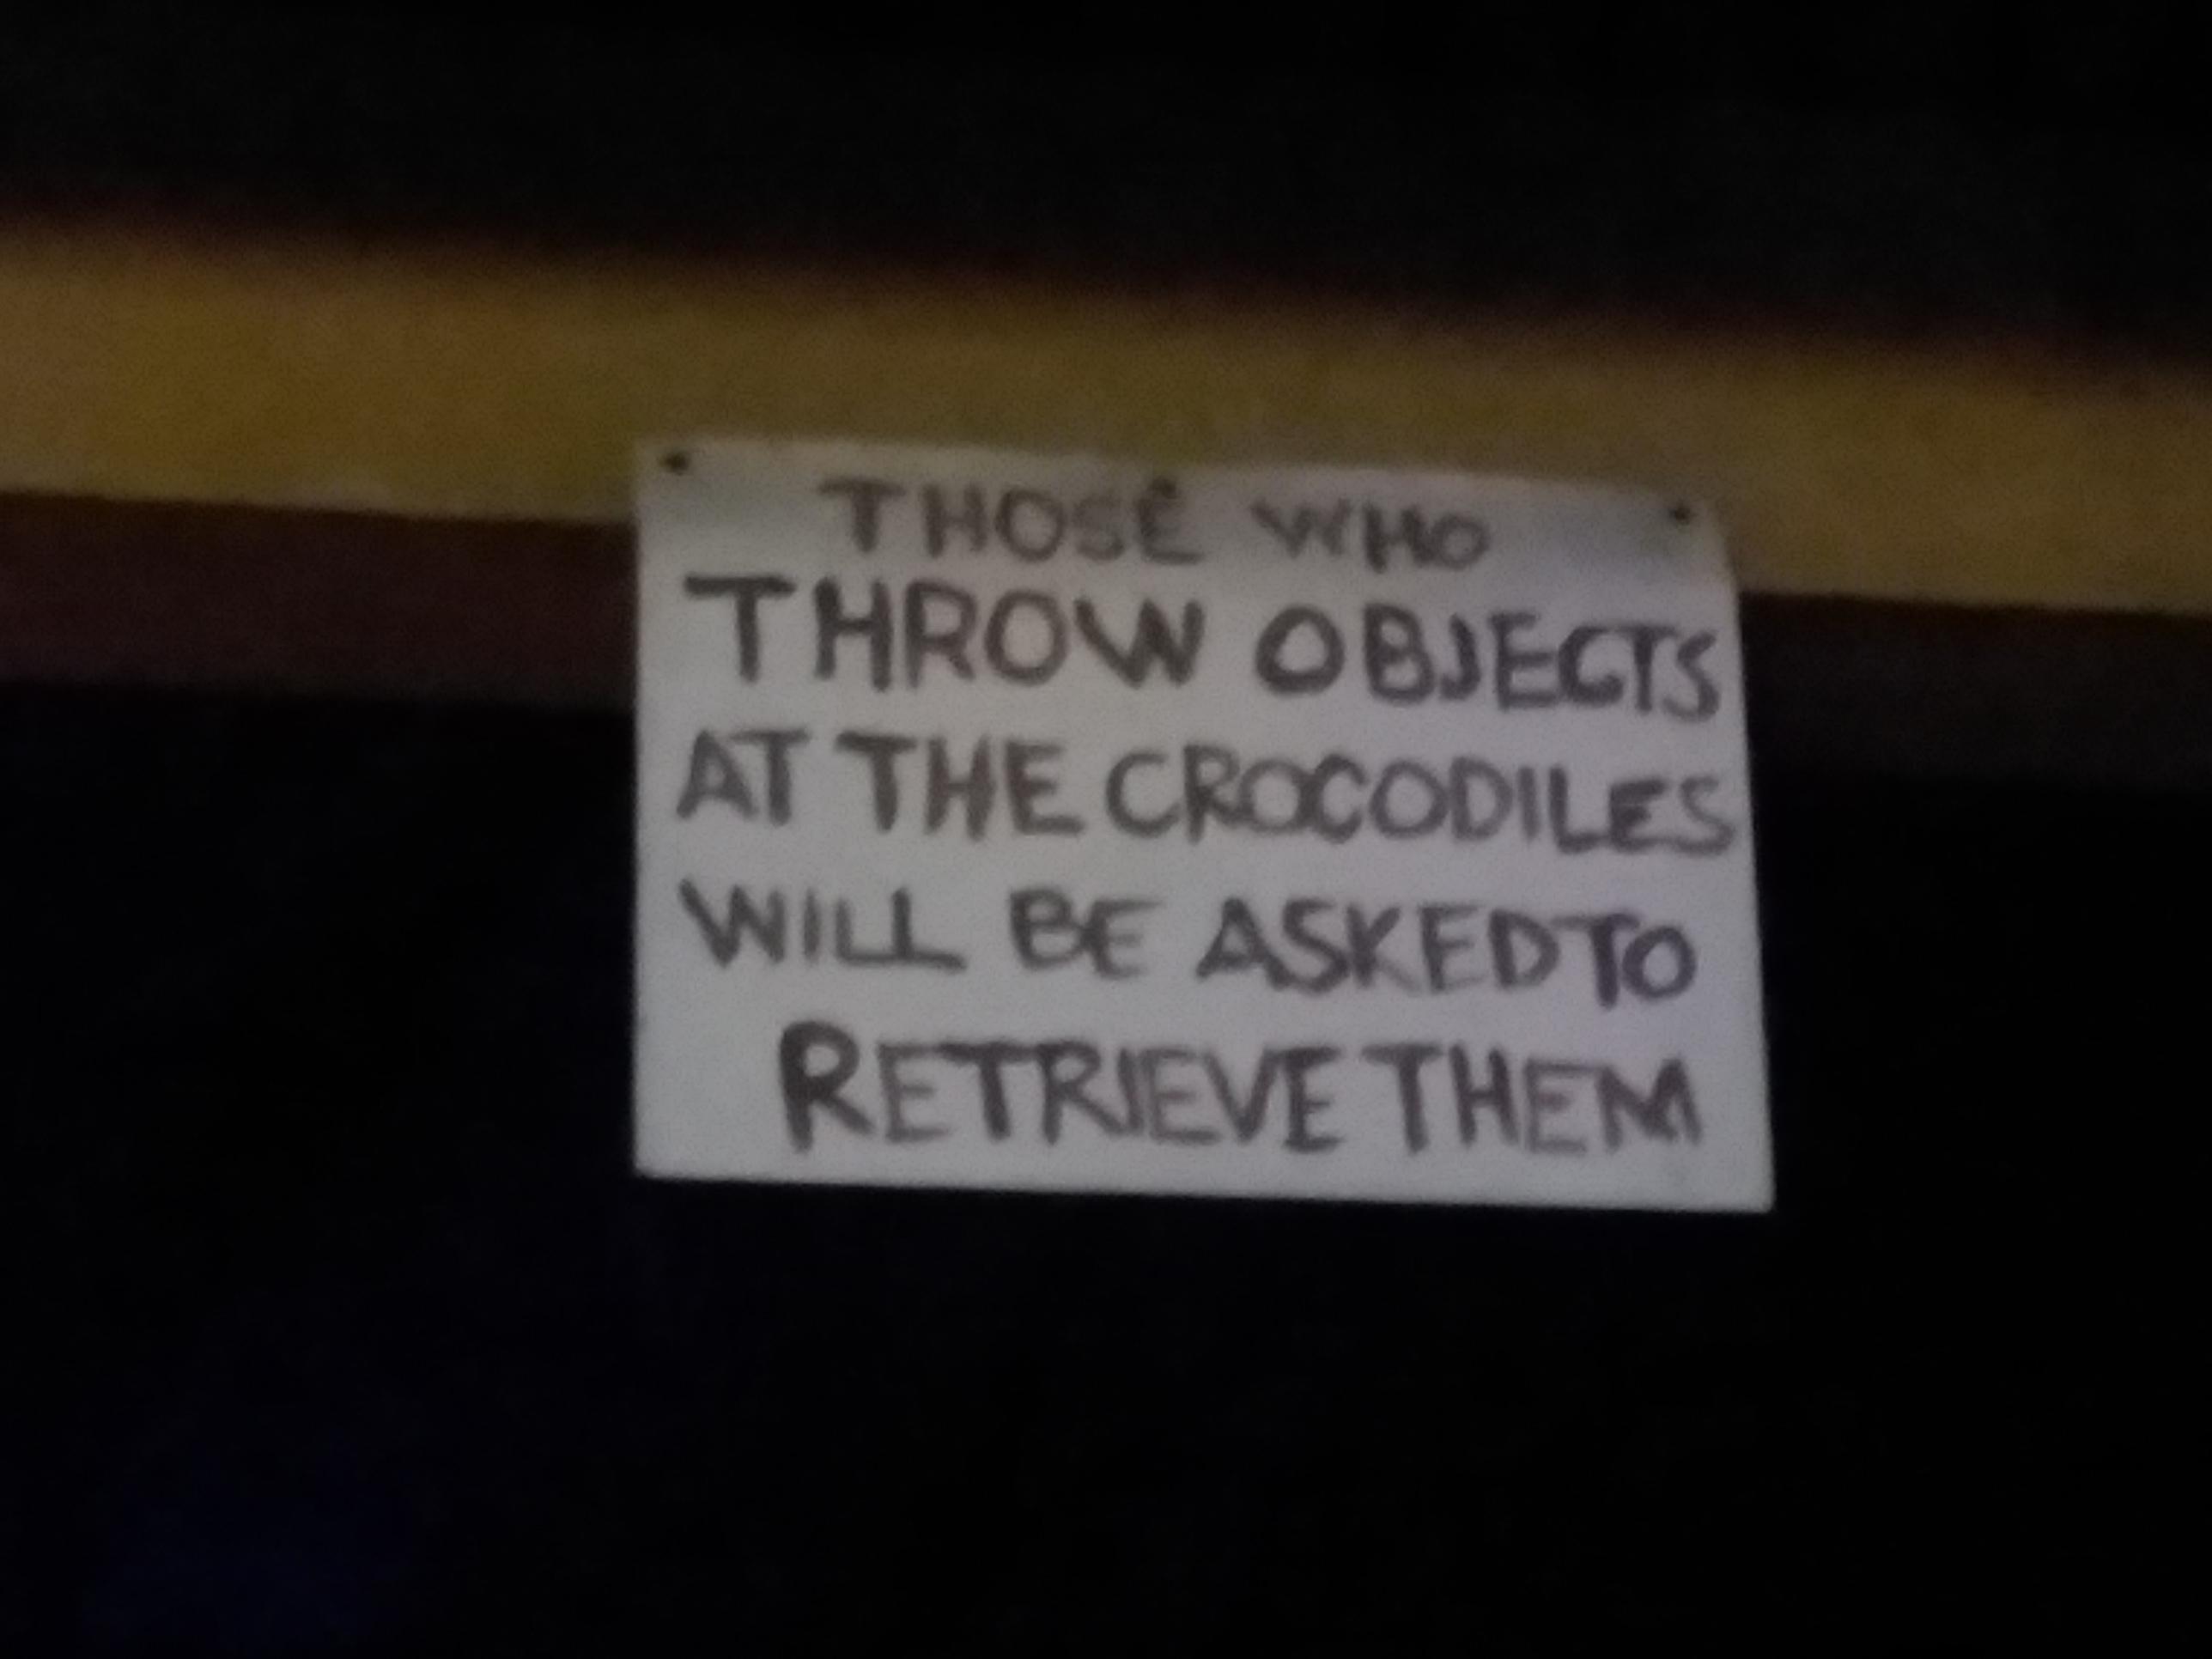 THOSE WHO
THROW OBJECTS
AT THE CROCODILES
WILL BE ASKED TO
RETRIEVE THEM